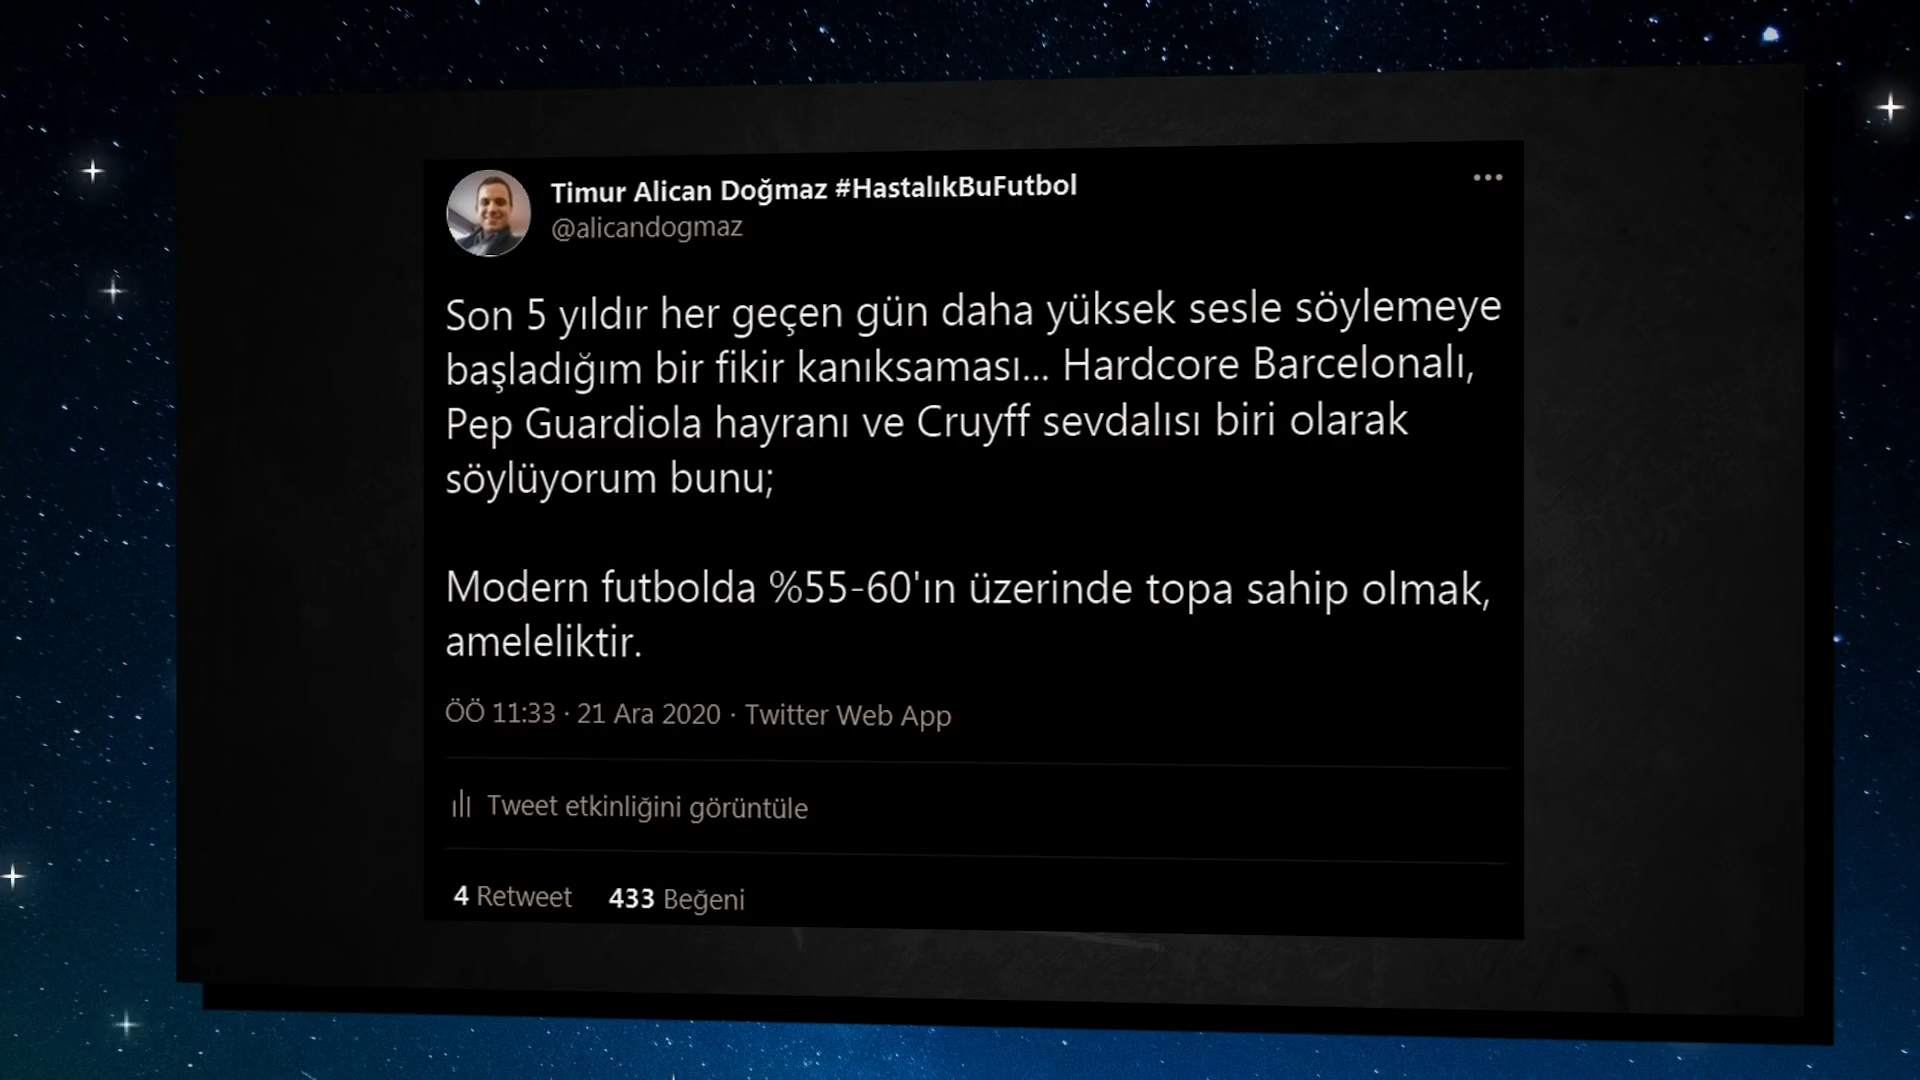 Timur Alican Doğmaz #HastalıkBuFutbol
@alicandogmaz
Son 5 yıldır her geçen gün daha yüksek sesle söylemeye
başladığım bir fikir kanıksaması... Hardcore Barcelonalı,
Pep Guardiola hayranı ve Cruyff sevdalısı biri olarak
söylüyorum bunu;
Modern futbolda %55-60'ın üzerinde topa sahip olmak,
ameleliktir.
ÖÖ 11:33 · 21 Ara 2020 · Twitter Web App
Tweet etkinliğini görüntüle
4 Retweet 433 Beğeni